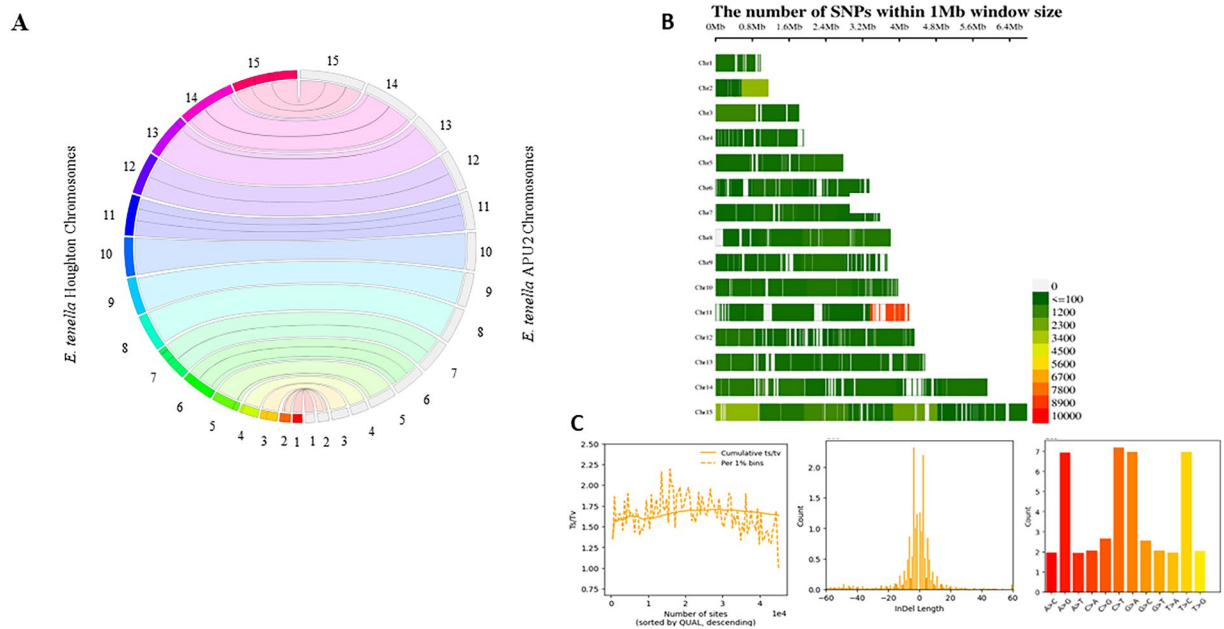 A
15
15
14
14
13
13
12
12
11
11
10
10
9
9
8
8
7
7
6
6
5
5
4
3
2
1
1
2
3
4
E. tenella Houghton Chromosomes
E. tenella APU2 Chromosomes
B
The number of SNPs within 1Mb window size
0Mb 0.8Mb 1.6Mb 2.4Mb 3.2Mb 4Mb 4.8Mb 5.6Mb 6.4Mb
Chr1
Chr2
Chr3
Chr4
Chr5
Chr6
Chr7
Chr8
Chr9
Chr10
Chr11
Chr12
Chr13
Chr14
Chr15
0
<=100
1200
2300
3400
4500
5600
6700
7800
8900
10000
C
2.50
2.25
2.00
1.75
1.50
1.25
1.00
0.75
Ts/Tv
Cumulative ts/tv
Per 1% bins
0 1 2 3 4
1e4
Number of sites
(sorted by QUAL, descending)
2.0
1.5
1.0
0.5
0.0
Count
−60 −40 −20 0 20 40 60
InDel Length
7
6
5
4
3
2
1
0
Count
A>C A>G A>T C>A C>G C>T G>A G>C G>T T>A T>C T>G